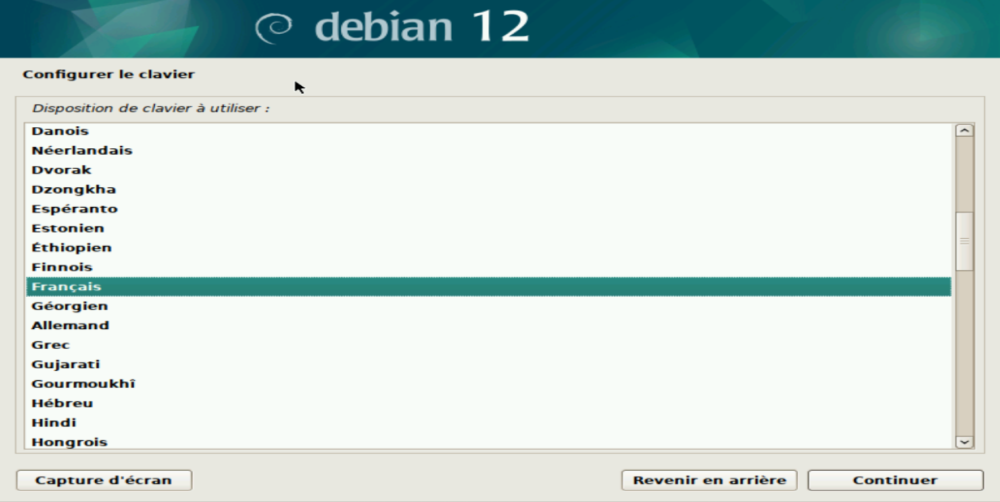 debian 12
Configurer le clavier
Disposition de clavier à utiliser :
Danois
Néerlandais
Dvorak
Dzongkha
Espéranto
Estonien
Éthiopien
Finnois
Français
Géorgien
Allemand
Grec
Gujarati
Gourmoukhî
Hébreu
Hindi
Hongrois
Capture d'écran
Revenir en arrière
Continuer